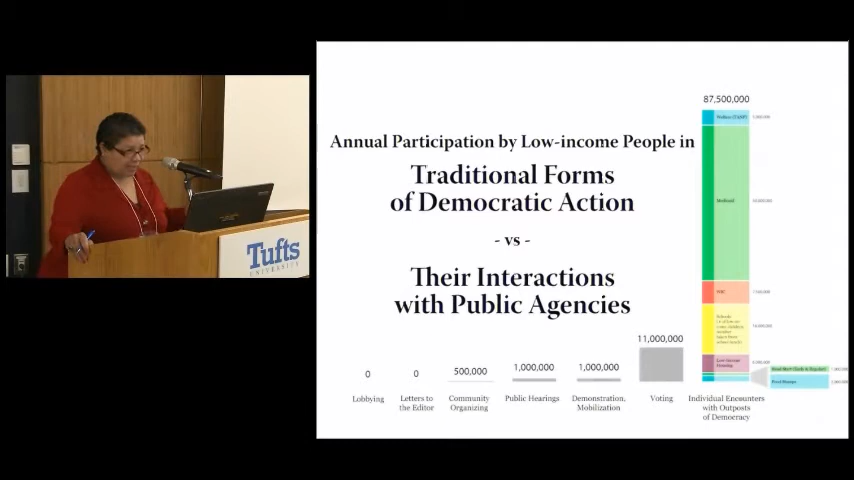 Tufts
UNIVERSITY
Annual Participation by Low-income People in
Traditional Forms
of Democratic Action
- vs -
Their Interactions
with Public Agencies
0
Lobbying
0
Letters to
the Editor
500,000
Community
Organizing
1,000,000
Public Hearings
1,000,000
Demonstration,
Mobilization
11,000,000
Voting
87,500,000
Medicaid
WIC
Low-Income
Housing
Food Stamps
Individual Encounters
with Outposts
of Democracy